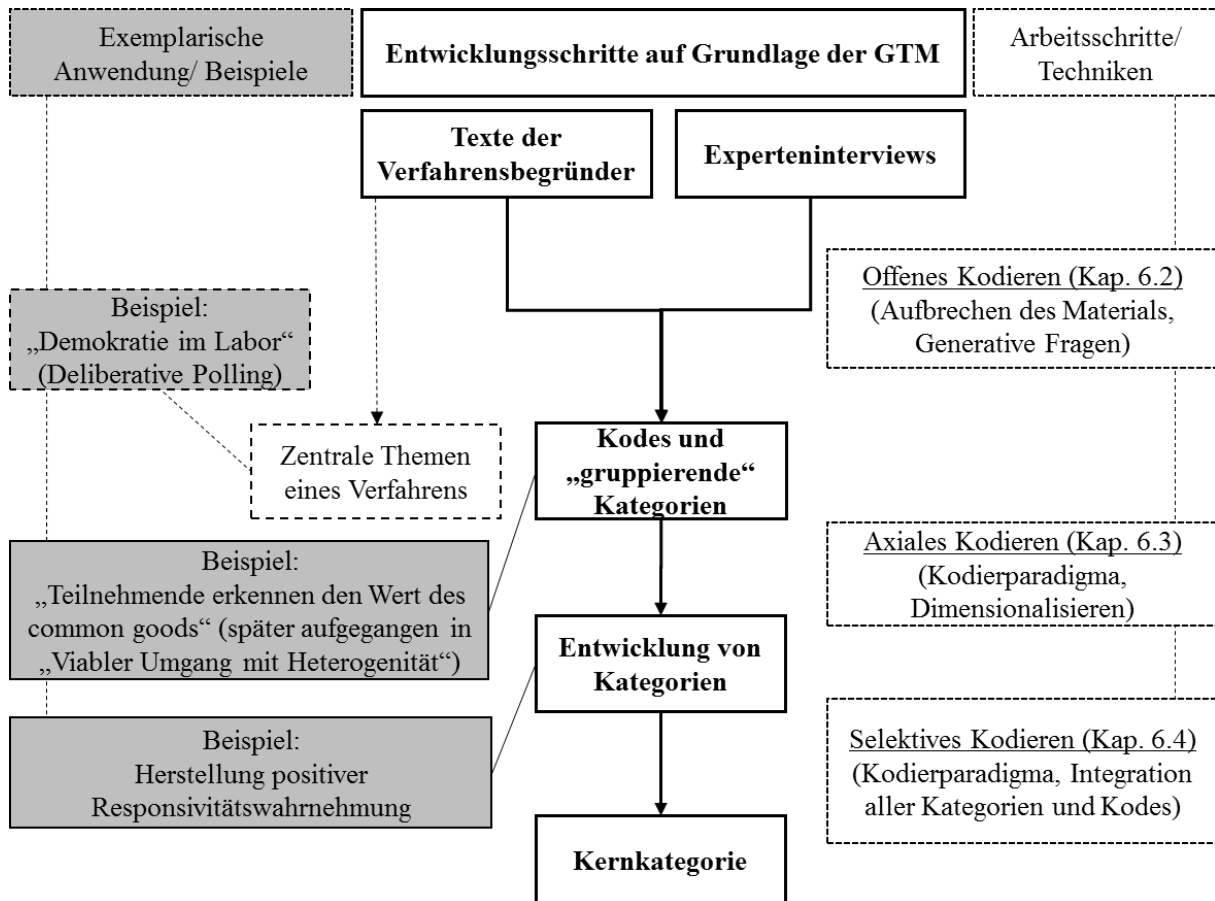 Exemplarische
Anwendung/ Beispiele
Entwicklungsschritte auf Grundlage der GTM
Arbeitsschritte/
Techniken
Texte der
Verfahrensbegründer
Experteninterviews
Offenes Kodieren (Kap. 6.2)
(Aufbrechen des Materials,
Generative Fragen)
Beispiel:
„Demokratie im Labor“
(Deliberative Polling)
Zentrale Themen
eines Verfahrens
Kodes und
„gruppierende“
Kategorien
Axiales Kodieren (Kap. 6.3)
(Kodierparadigma,
Dimensionalisieren)
Beispiel:
„Teilnehmende erkennen den Wert des
common goods“ (später aufgegangen in
„Viabler Umgang mit Heterogenität“)
Entwicklung von
Kategorien
Selektives Kodieren (Kap. 6.4)
(Kodierparadigma, Integration
aller Kategorien und Kodes)
Beispiel:
Herstellung positiver
Responsivitätswahrnehmung
Kernkategorie